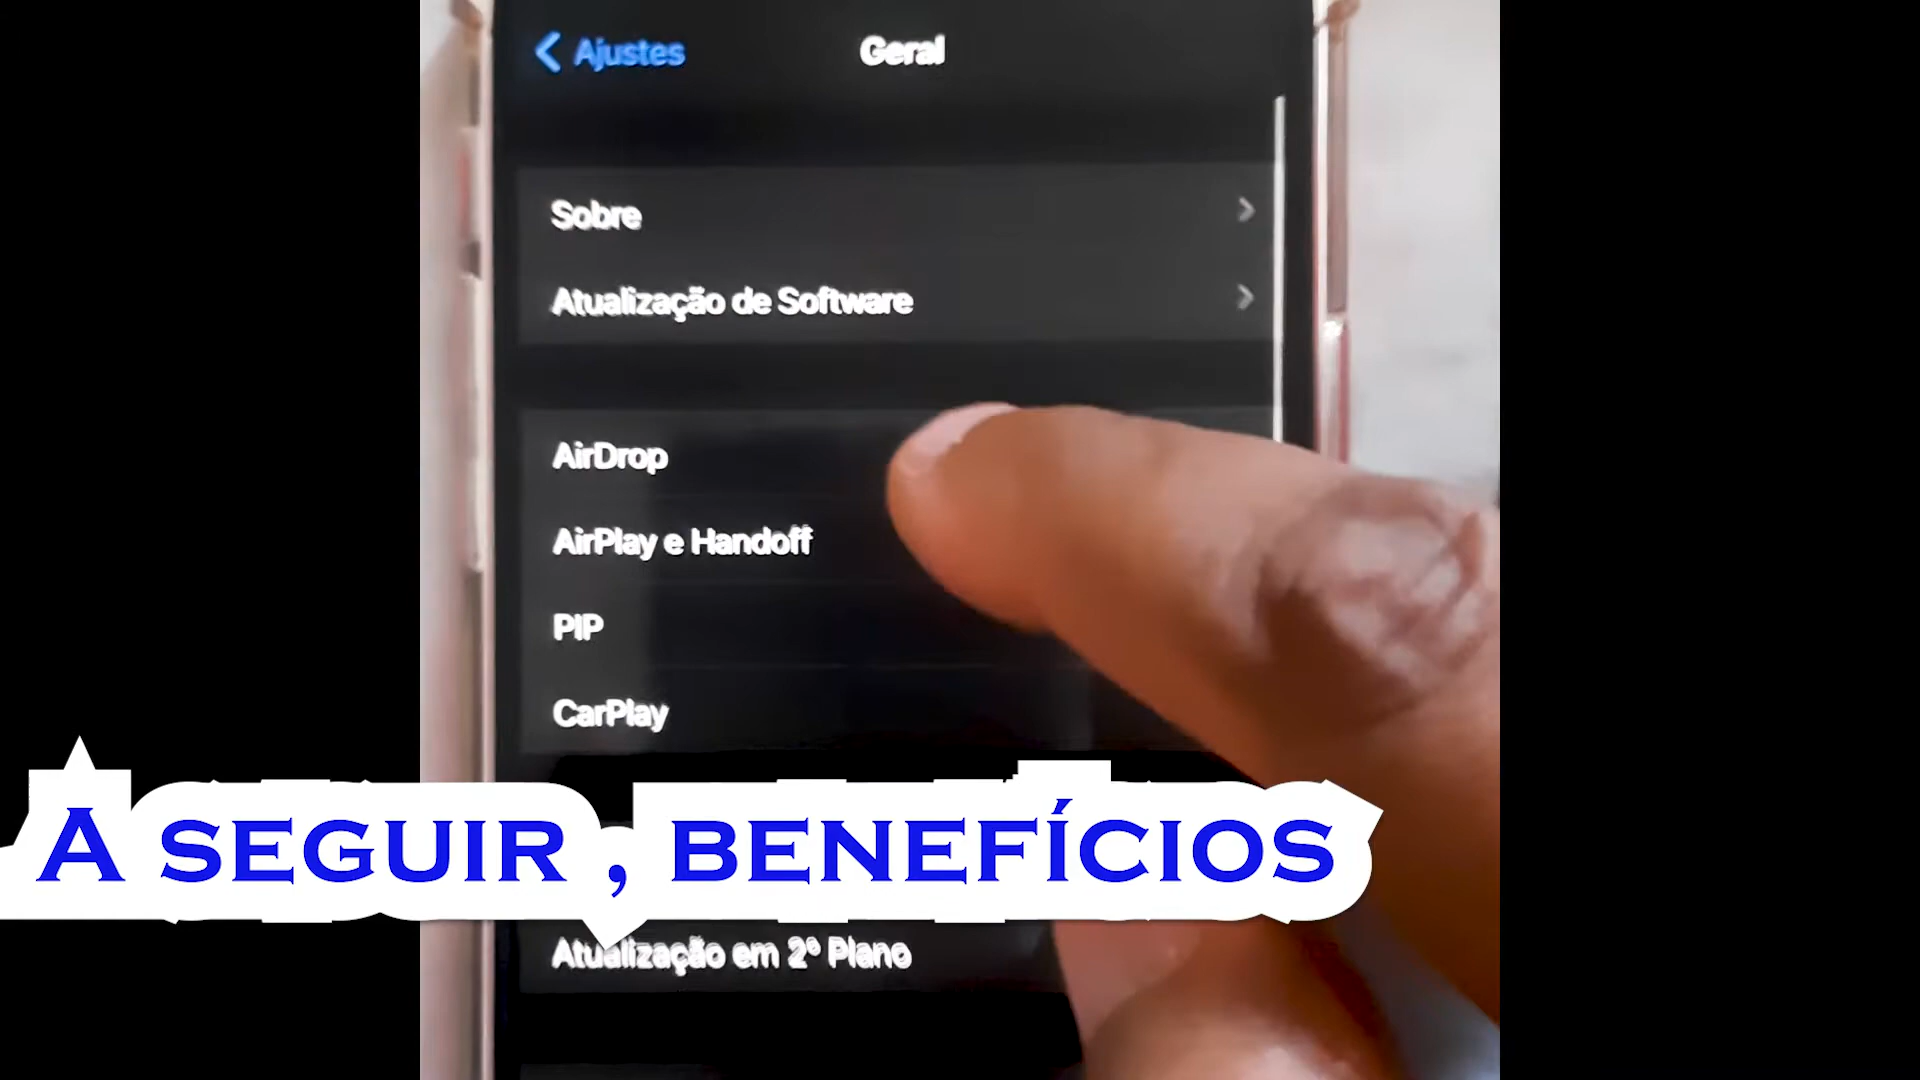 Ajustes
Geral
Sobre
Atualização de Software
AirDrop
AirPlay e Handoff
PIP
CarPlay
A SEGUIR , BENEFÍCIOS
Atualização em 2º Plano